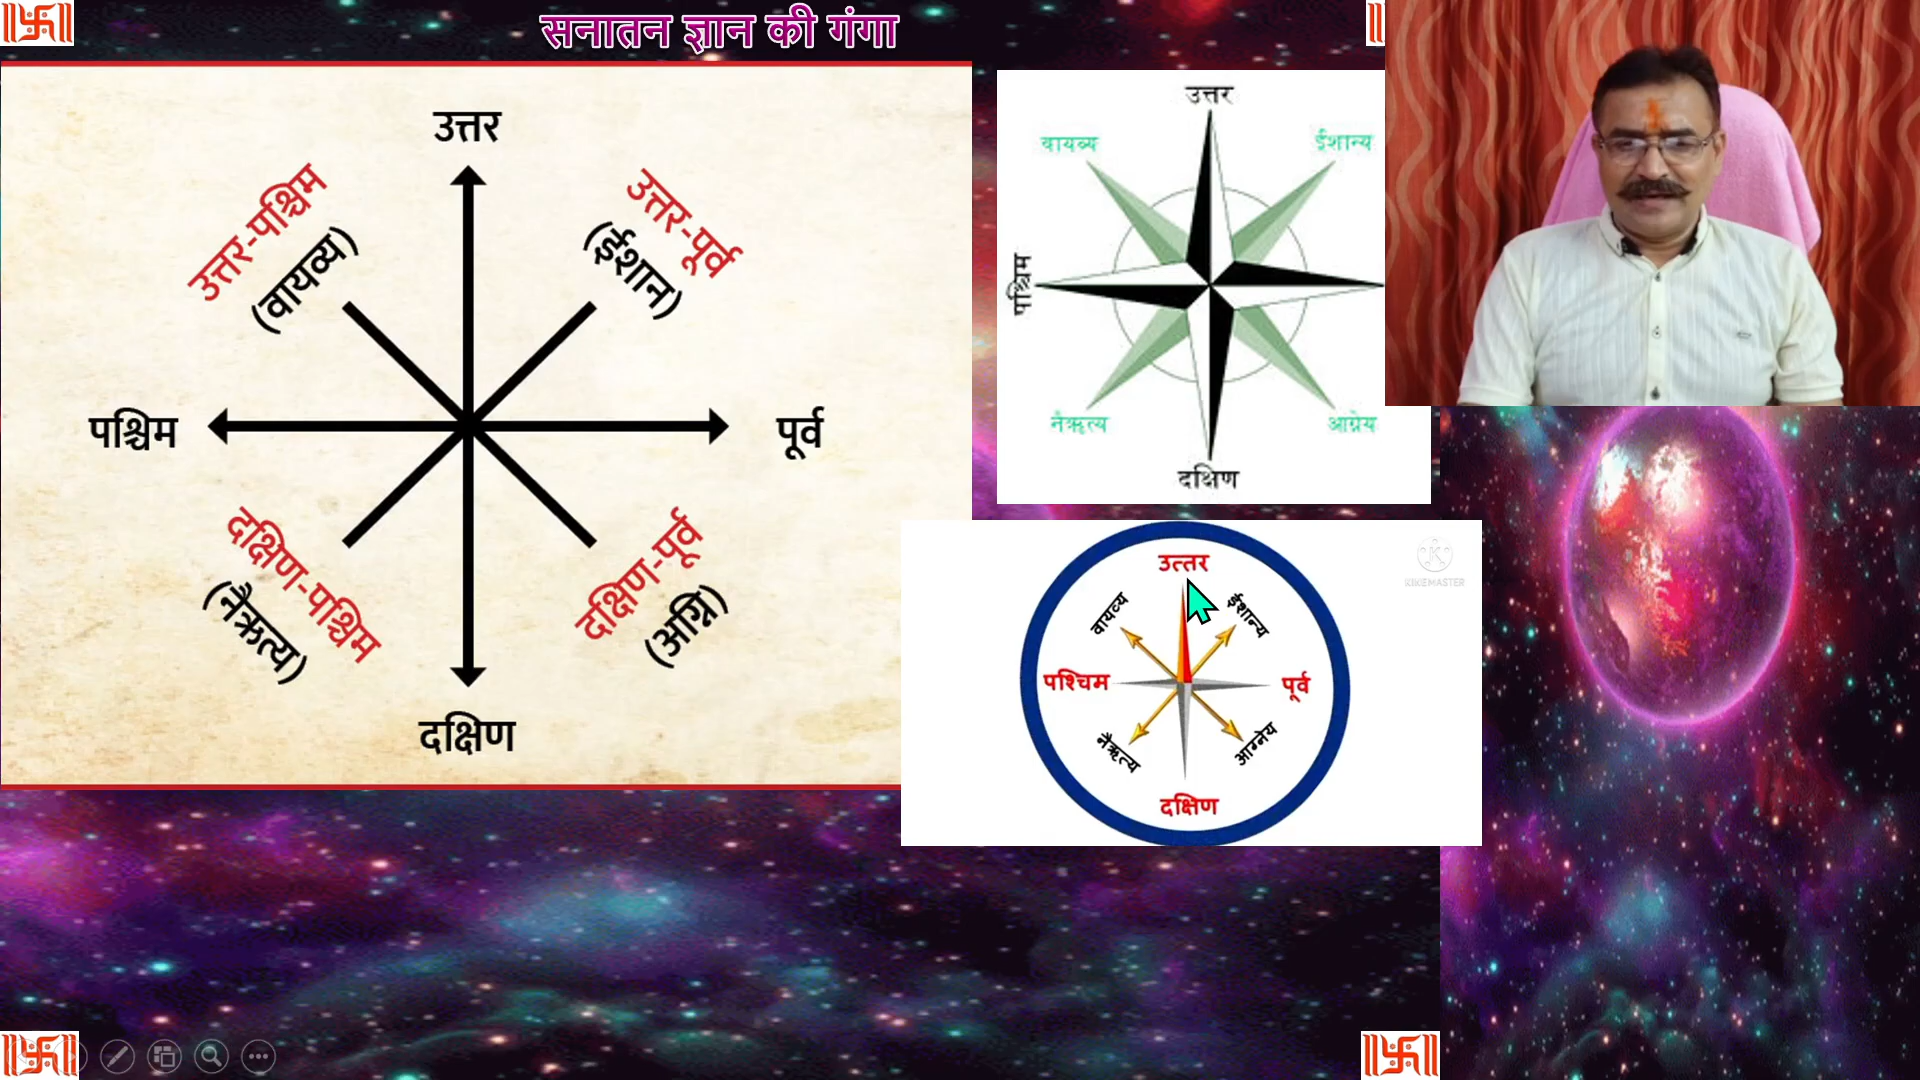 सनातन ज्ञान की गंगा
उत्तर
उत्तर-पश्चिम
(वायव्य)
उत्तर-पूर्व
(ईशान)
पश्चिम
पूर्व
दक्षिण-पश्चिम
(नैऋत्य)
दक्षिण-पूर्व
(अग्नि)
दक्षिण
उत्तर
वायव्य
ईशान्य
पश्चिम
नैऋत्य
आग्नेय
दक्षिण
उत्तर
वायव्य
ईशान्य
पश्चिम
पूर्व
नैऋत्य
आग्नेय
दक्षिण
KINEMASTER